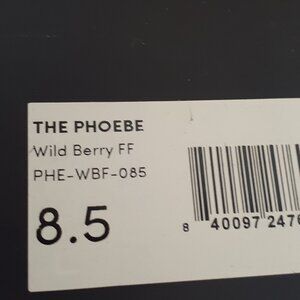 THE PHOEBE
Wild Berry FF
PHE-WBF-085
8.5
8 40097 2476